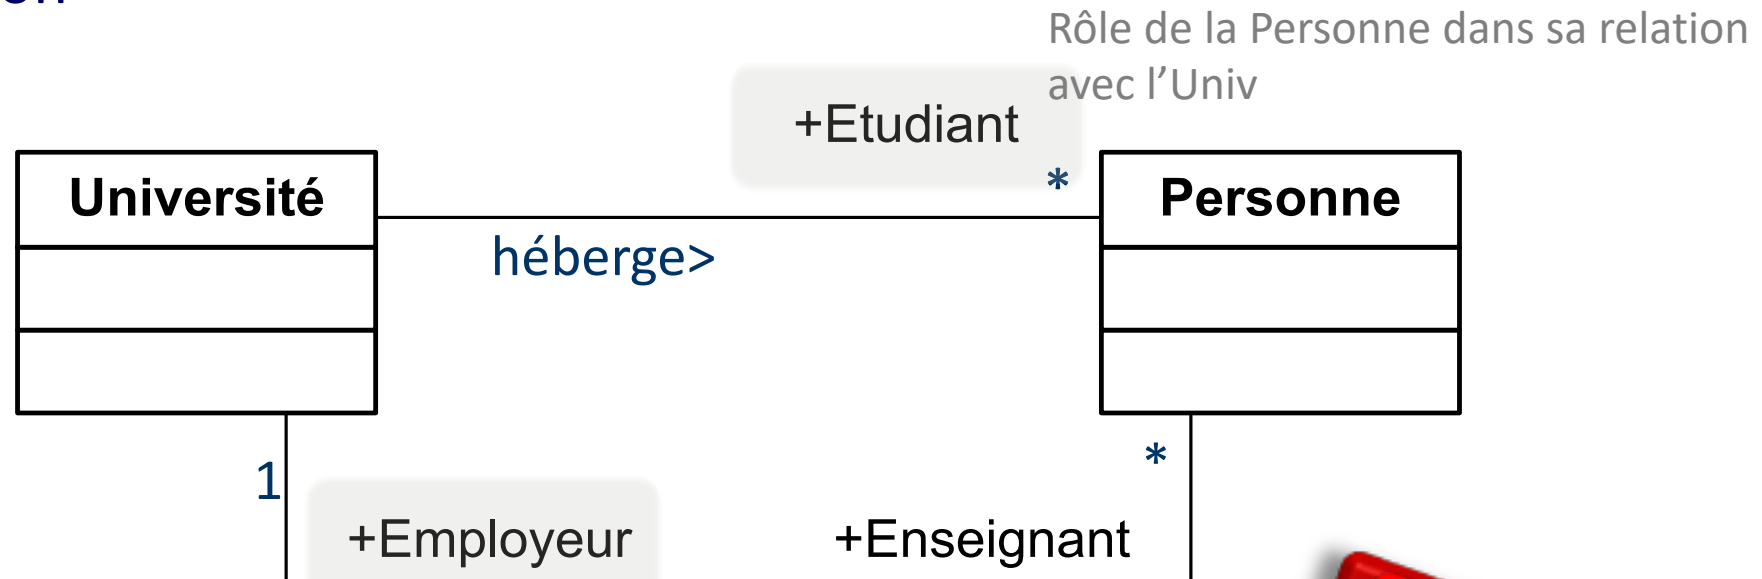 Rôle de la Personne dans sa relation
avec l’Univ
+Etudiant
Université
*
Personne
héberge>
1
*
+Employeur
+Enseignant